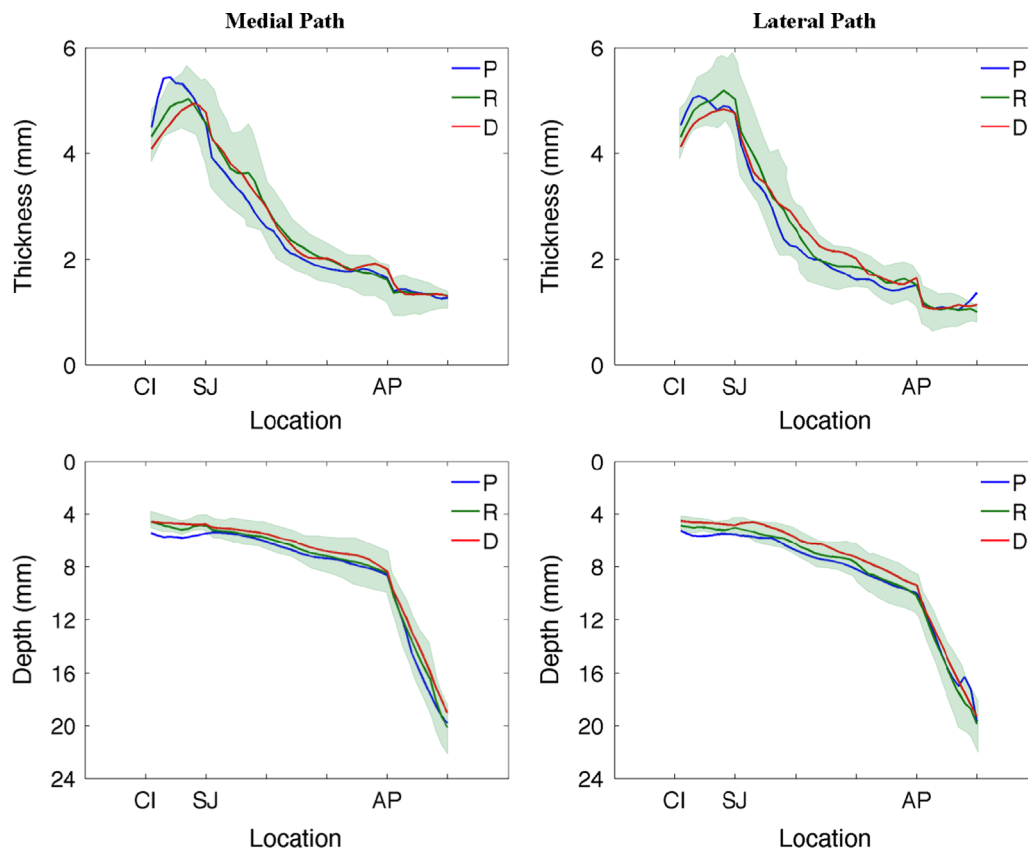 Medial Path
Lateral Path
Thickness (mm)
6
4
2
0
P
R
D
CI SJ AP
Location
Thickness (mm)
6
4
2
0
P
R
D
CI SJ AP
Location
Depth (mm)
0
4
8
12
16
20
24
P
R
D
CI SJ AP
Location
Depth (mm)
0
4
8
12
16
20
24
P
R
D
CI SJ AP
Location